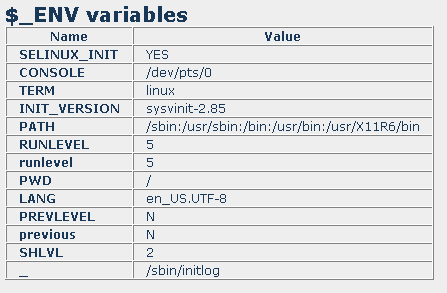 $_ENV variables
Name Value
SELINUX_INIT YES
CONSOLE /dev/pts/0
TERM linux
INIT_VERSION sysvinit-2.85
PATH /sbin:/usr/sbin:/bin:/usr/bin:/usr/X11R6/bin
RUNLEVEL 5
runlevel 5
PWD /
LANG en_US.UTF-8
PREVLEVEL N
previous N
SHLVL 2
_ /sbin/initlog